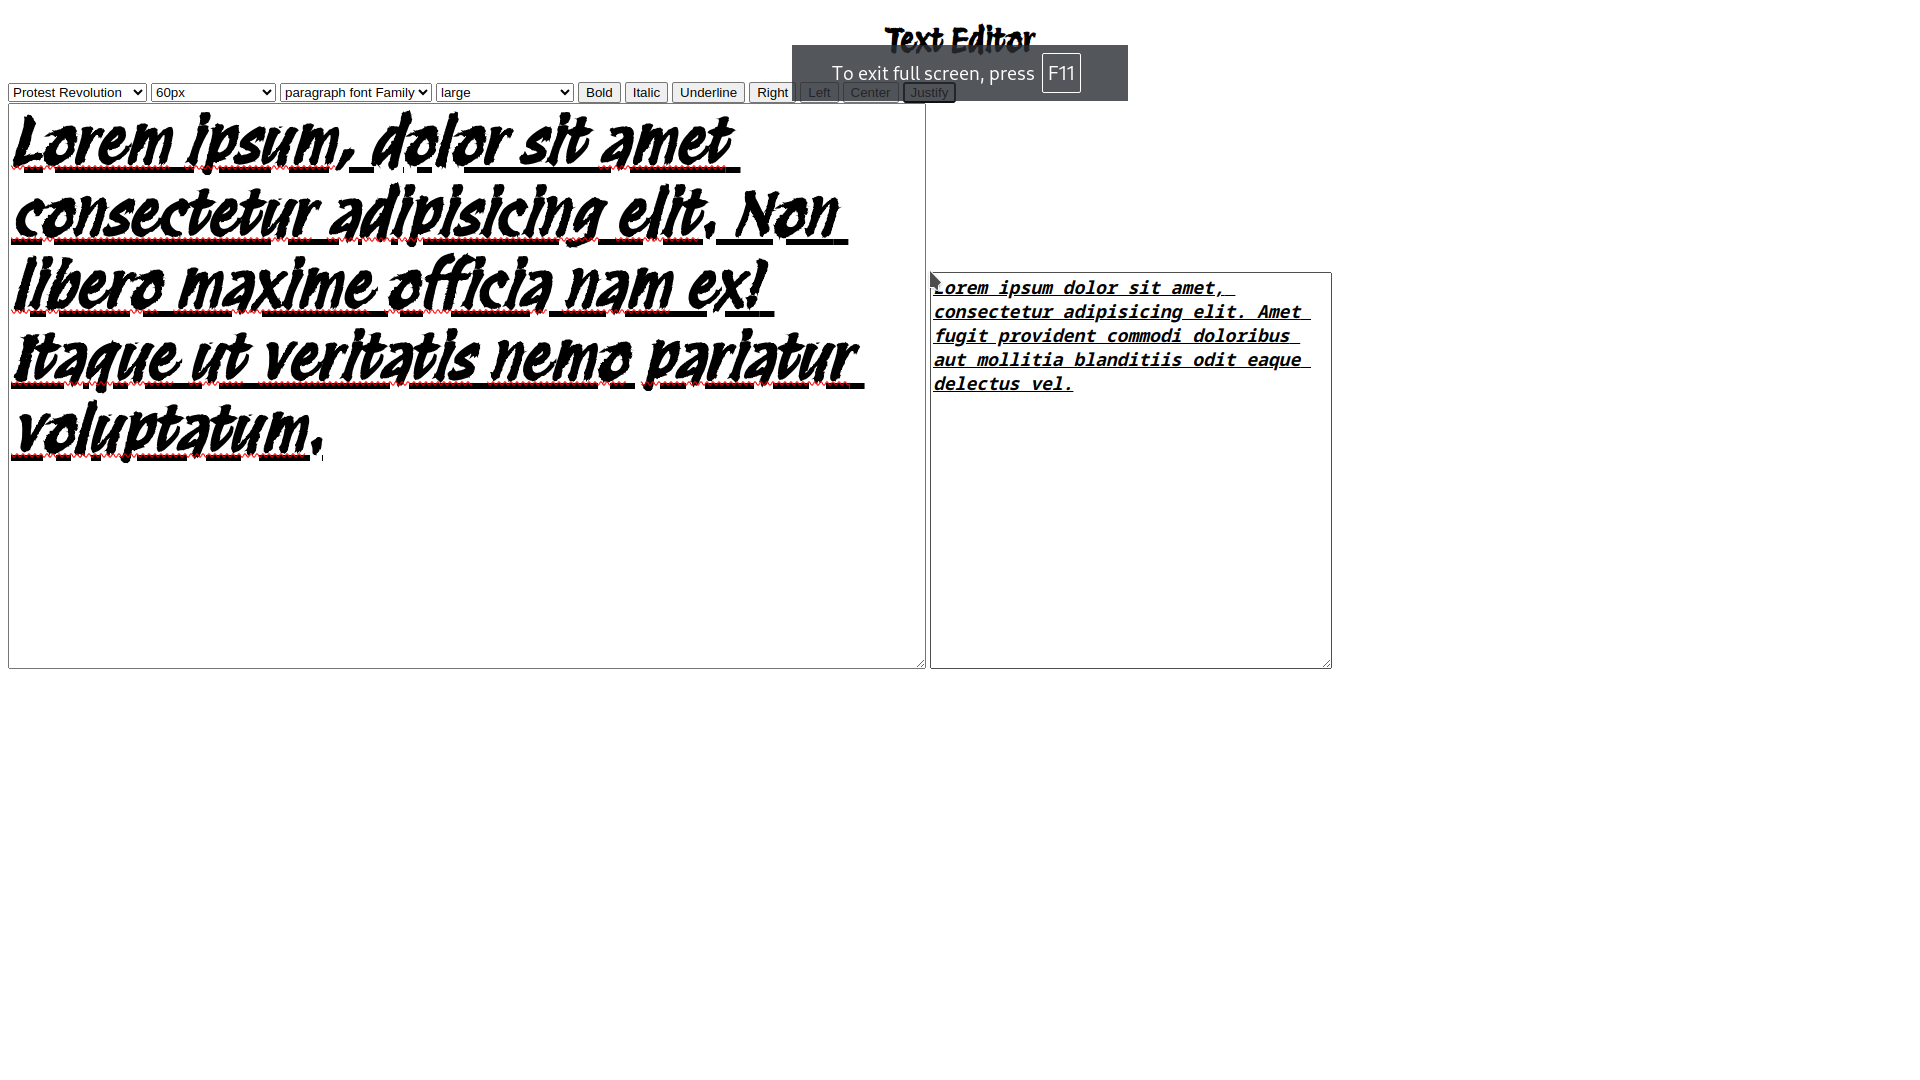 Text Editor
To exit full screen, press F11
Protest Revolution 60px paragraph font Family large Bold Italic Underline Right Left Center Justify
Lorem ipsum, dolor sit amet
consectetur adipisicing elit. Non
libero maxime officia nam ex!
Itaque ut veritatis nemo pariatur
voluptatum.
Lorem ipsum dolor sit amet,
consectetur adipisicing elit. Amet
fugit provident commodi doloribus
aut mollitia blanditiis odit eaque
delectus vel.